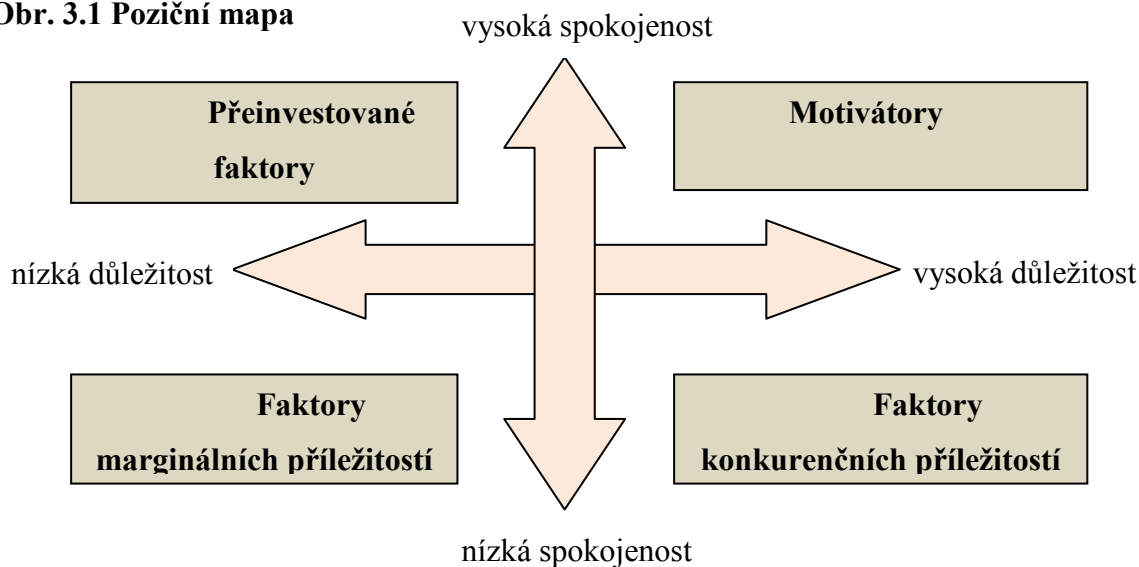 Obr. 3.1 Poziční mapa
vysoká spokojenost
Přeinvestované
faktory
Motivátory
nízká důležitost
vysoká důležitost
Faktory
marginálních příležitostí
Faktory
konkurenčních příležitostí
nízká spokojenost